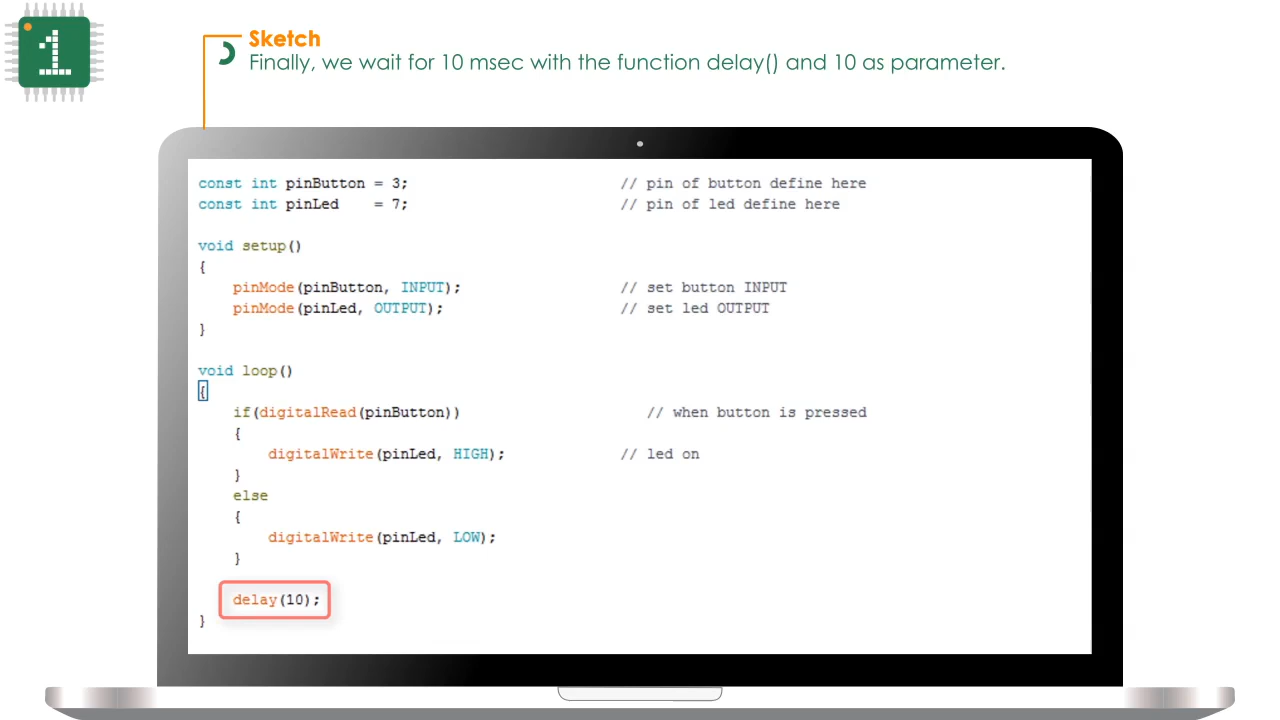 1
Sketch
Finally, we wait for 10 msec with the function delay() and 10 as parameter.
const int pinButton = 3; // pin of button define here
const int pinLed = 7; // pin of led define here
void setup()
{
pinMode(pinButton, INPUT); // set button INPUT
pinMode(pinLed, OUTPUT); // set led OUTPUT
}
void loop()
{
if(digitalRead(pinButton)) // when button is pressed
{
digitalWrite(pinLed, HIGH); // led on
}
else
{
digitalWrite(pinLed, LOW);
}
delay(10);
}